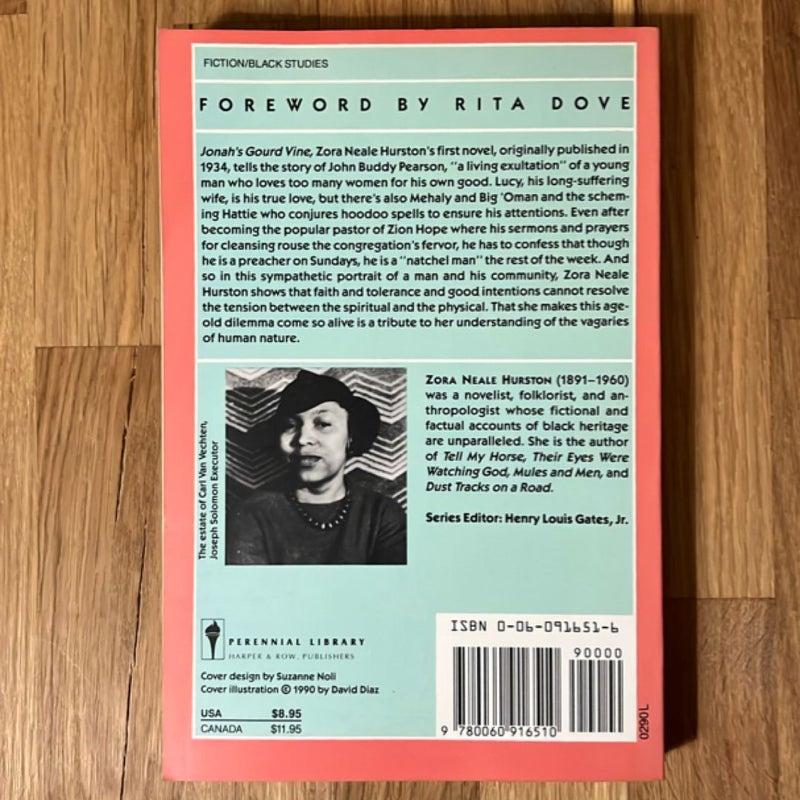 FICTION/BLACK STUDIES
FOREWORD BY RITA DOVE
Jonah's Gourd Vine, Zora Neale Hurston's first novel, originally published in
1934, tells the story of John Buddy Pearson, "a living exultation" of a young
man who loves too many women for his own good. Lucy, his long-suffering
wife, is his true love, but there's also Mehaly and Big 'Oman and the schem-
ing Hattie who conjures hoodoo spells to ensure his attentions. Even after
becoming the popular pastor of Zion Hope where his sermons and prayers
for cleansing rouse the congregation's fervor, he has to confess that though
he is a preacher on Sundays, he is a "natchel man" the rest of the week. And
so in this sympathetic portrait of a man and his community, Zora Neale
Hurston shows that faith and tolerance and good intentions cannot resolve
the tension between the spiritual and the physical. That she makes this age-
old dilemma come so alive is a tribute to her understanding of the vagaries
of human nature.
The estate of Carl Van Vechten,
Joseph Solomon Executor
ZORA NEALE HURSTON (1891–1960)
was a novelist, folklorist, and an-
thropologist whose fictional and
factual accounts of black heritage
are unparalleled. She is the author
of Tell My Horse, Their Eyes Were
Watching God, Mules and Men, and
Dust Tracks on a Road.
Series Editor: Henry Louis Gates, Jr.
PERENNIAL LIBRARY
HARPER & ROW, PUBLISHERS
Cover design by Suzanne Noli
Cover illustration © 1990 by David Diaz
USA $8.95
CANADA $11.95
ISBN 0-06-091651-6
90000
9 780060 916510
0290L